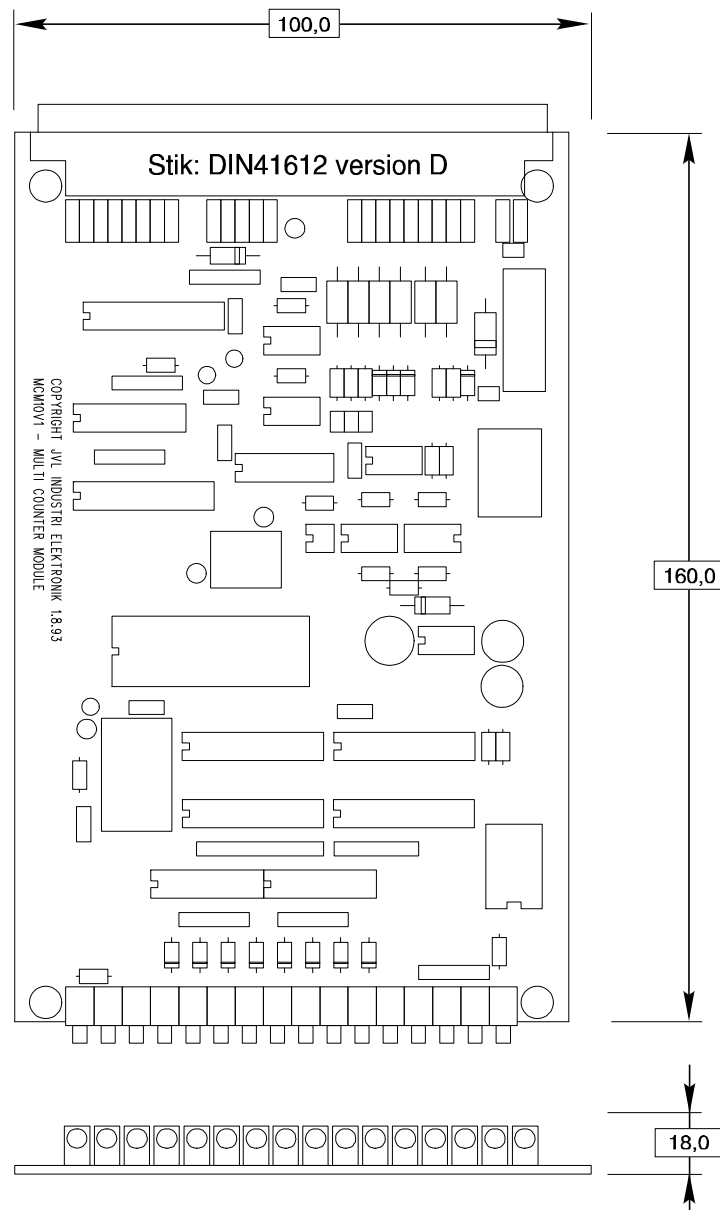 100,0
Stik: DIN41612 version D
COPYRIGHT JVL INDUSTRI ELEKTRONIK 1.8.93
MCM10V1 - MULTI COUNTER MODULE
160,0
18,0